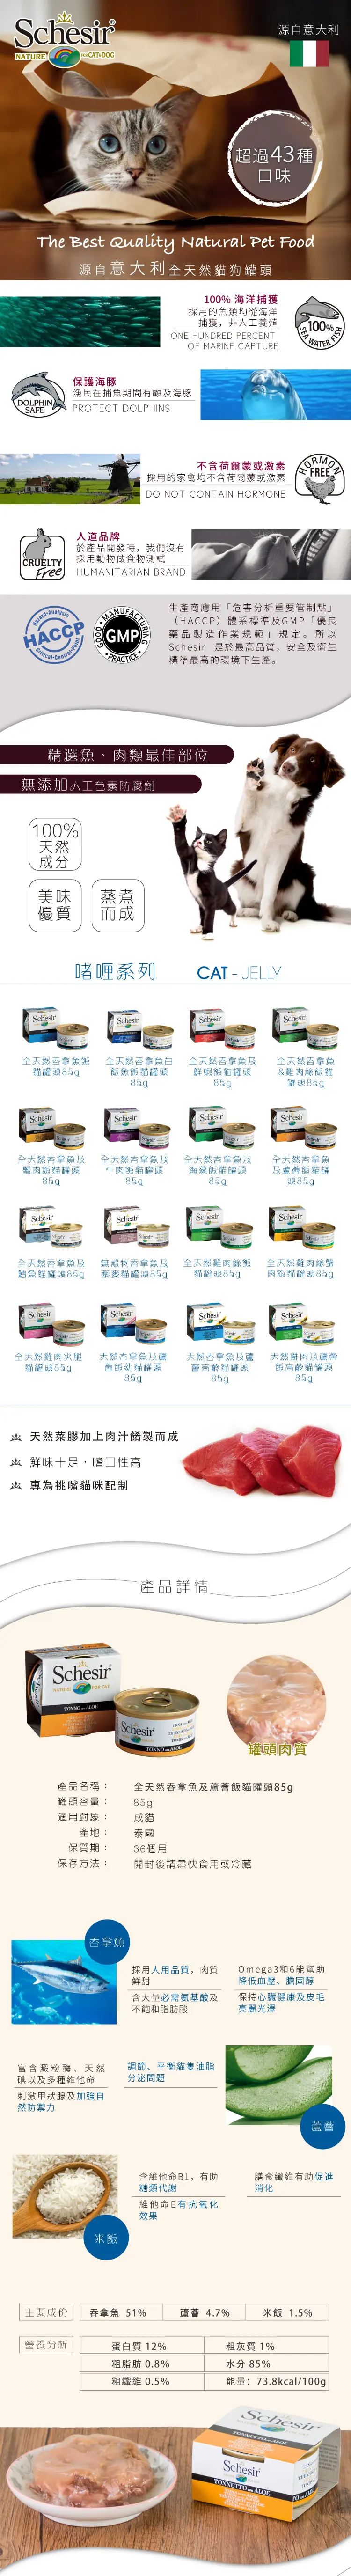 Schesir®
NATURE FOR CAT&DOG
源自意大利
超過43種
口味
The Best Quality Natural Pet Food
源自意大利全天然貓狗罐頭
100% 海洋捕獲
採用的魚類均從海洋
捕獲，非人工養殖
ONE HUNDRED PERCENT
OF MARINE CAPTURE
100%
SEA WATER FISH
DOLPHIN
SAFE
保護海豚
漁民在捕魚期間有顧及海豚
PROTECT DOLPHINS
不含荷爾蒙或激素
採用的家禽均不含荷爾蒙或激素
DO NOT CONTAIN HORMONE
HORMON
FREE
CRUELTY
Free
人道品牌
於產品開發時，我們沒有
採用動物做食物測試
HUMANITARIAN BRAND
Hazard-Analysis
HACCP
Critical-Control-Point
GOOD MANUFACTURING
GMP
PRACTICE
生產商應用「危害分析重要管制點」
（HACCP）體系標準及GMP「優良
藥品製造作業規範」規定。所以
Schesir 是於最高品質，安全及衛生
標準最高的環境下生產。
精選魚、肉類最佳部位
無添加人工色素防腐劑
100%
天然
成分
美味
優質
蒸煮
而成
啫喱系列
CAT - JELLY
全天然吞拿魚飯
貓罐頭85g
全天然吞拿魚白
飯魚飯貓罐頭
85g
全天然吞拿魚及
鮮蝦飯貓罐頭
85g
全天然吞拿魚
&雞肉絲飯貓
罐頭85g
全天然吞拿魚及
蟹肉飯貓罐頭
85g
全天然吞拿魚及
牛肉飯貓罐頭
85g
全天然吞拿魚及
海藻飯貓罐頭
85g
全天然吞拿魚
及蘆薈飯貓罐
頭85g
全天然吞拿魚及
鱈魚貓罐頭85g
無穀物吞拿魚及
藜麥貓罐頭85g
全天然雞肉絲飯
貓罐頭85g
全天然雞肉絲蟹
肉飯貓罐頭85g
全天然雞肉火腿
貓罐頭85g
天然吞拿魚及蘆
薈飯幼貓罐頭
85g
天然吞拿魚及蘆
薈高齡貓罐頭
85g
天然雞肉及蘆薈
飯高齡貓罐頭
85g
天然菜膠加上肉汁餚製而成
鮮味十足，嗜口性高
專為挑嘴貓咪配制
產品詳情
Schesir
NATURE FOR CAT
TONNO CON ALOE
Schesir
TONNO CON ALOE
罐頭肉質
產品名稱： 全天然吞拿魚及蘆薈飯貓罐頭85g
罐頭容量： 85g
適用對象： 成貓
產地： 泰國
保質期： 36個月
保存方法： 開封後請盡快食用或冷藏
吞拿魚
採用人用品質，肉質
鮮甜
含大量必需氨基酸及
不飽和脂肪酸
Omega3和6能幫助
降低血壓、膽固醇
保持心臟健康及皮毛
亮麗光澤
富含澱粉酶、天然
碘以及多種維他命
刺激甲狀腺及加強自
然防禦力
調節、平衡貓隻油脂
分泌問題
蘆薈
含維他命B1，有助
糖類代謝
維他命E有抗氧化
效果
膳食纖維有助促進
消化
米飯
主要成份 吞拿魚 51% 蘆薈 4.7% 米飯 1.5%
營養分析 蛋白質 12% 粗灰質 1%
粗脂肪 0.8% 水分 85%
粗纖維 0.5% 能量：73.8kcal/100g
Schesir
TONNETTO CON ALOE
Schesir
TONNETTO CON ALOE